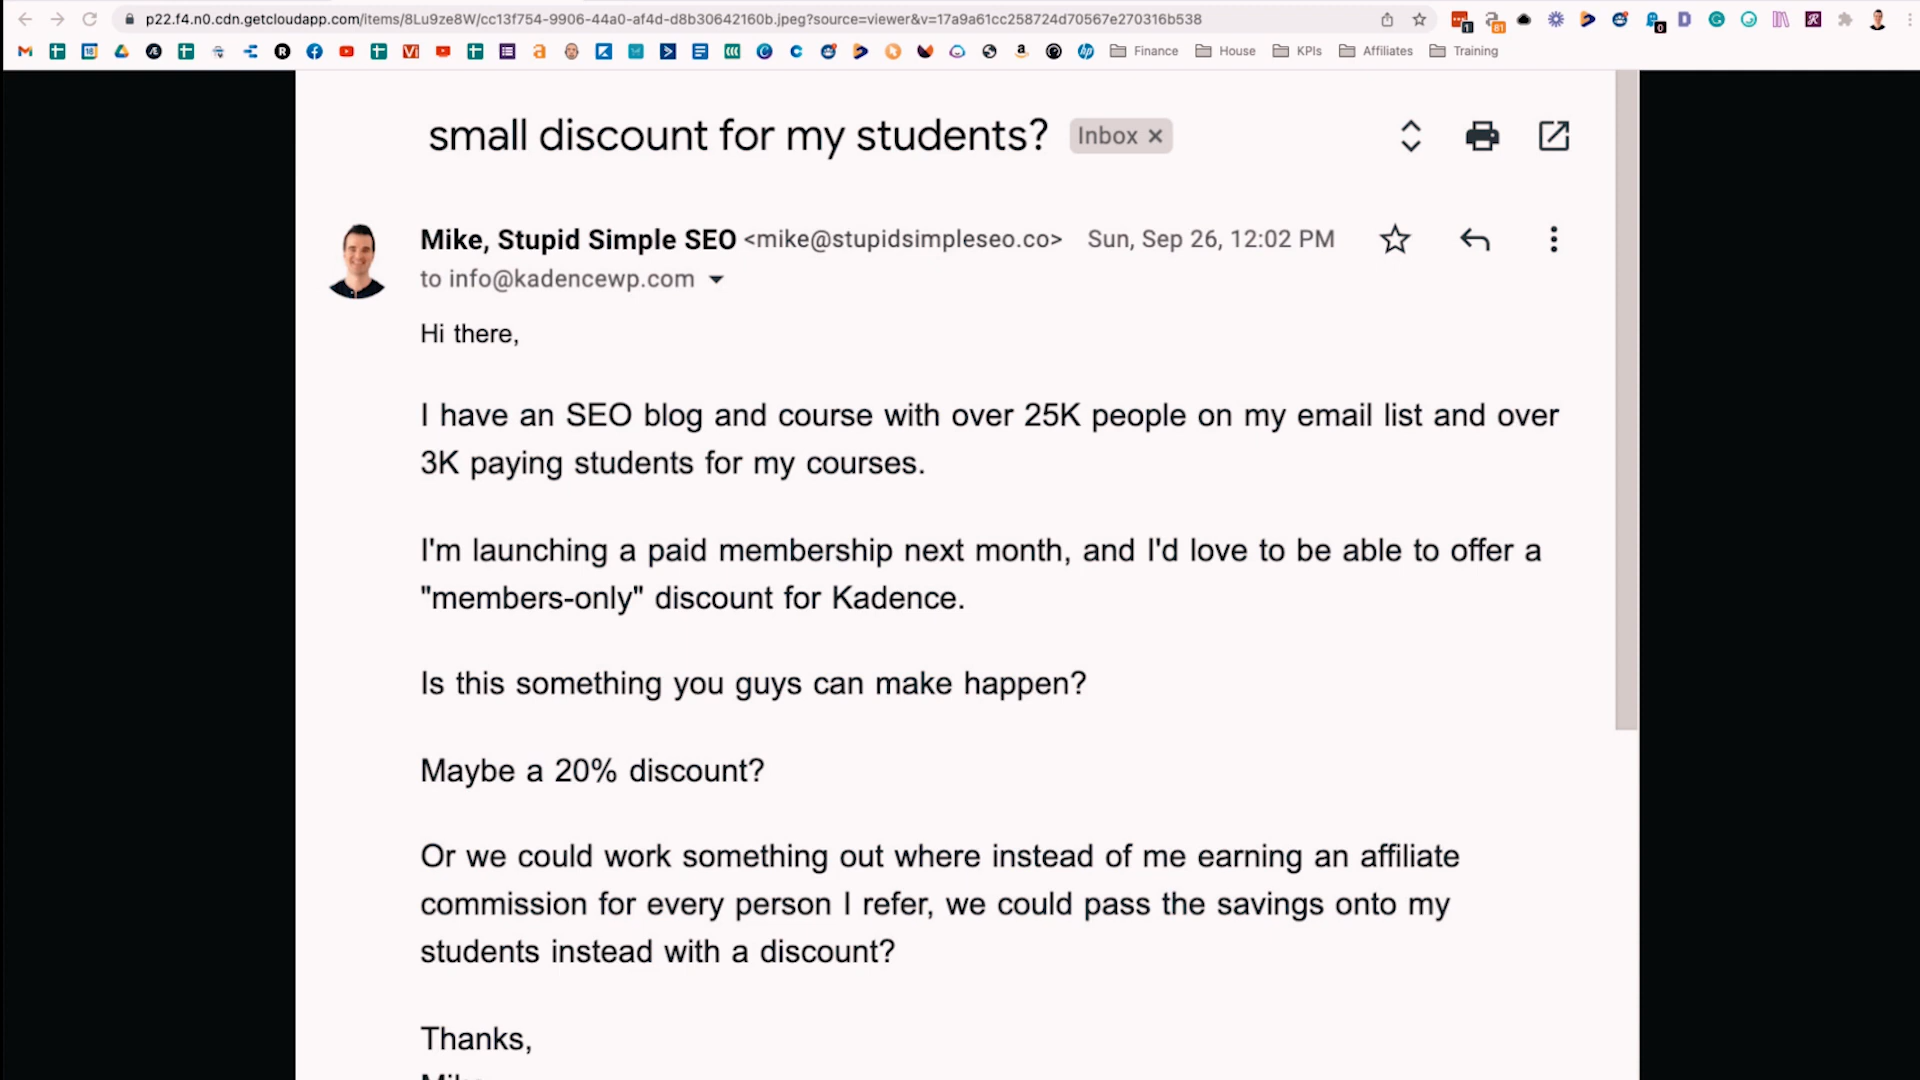 p22.f4.n0.cdn.getcloudapp.com/items/8Lu9ze8W/cc13f754-9906-44a0-af4d-d8b30642160b.jpeg?source=viewer&v=17a9a61cc258724d70567e270316b538
Finance House KPIs Affiliates Training
small discount for my students? Inbox ×
Mike, Stupid Simple SEO <mike@stupidsimpleseo.co> Sun, Sep 26, 12:02 PM
to info@kadencewp.com
Hi there,
I have an SEO blog and course with over 25K people on my email list and over
3K paying students for my courses.
I'm launching a paid membership next month, and I'd love to be able to offer a
"members-only" discount for Kadence.
Is this something you guys can make happen?
Maybe a 20% discount?
Or we could work something out where instead of me earning an affiliate
commission for every person I refer, we could pass the savings onto my
students instead with a discount?
Thanks,